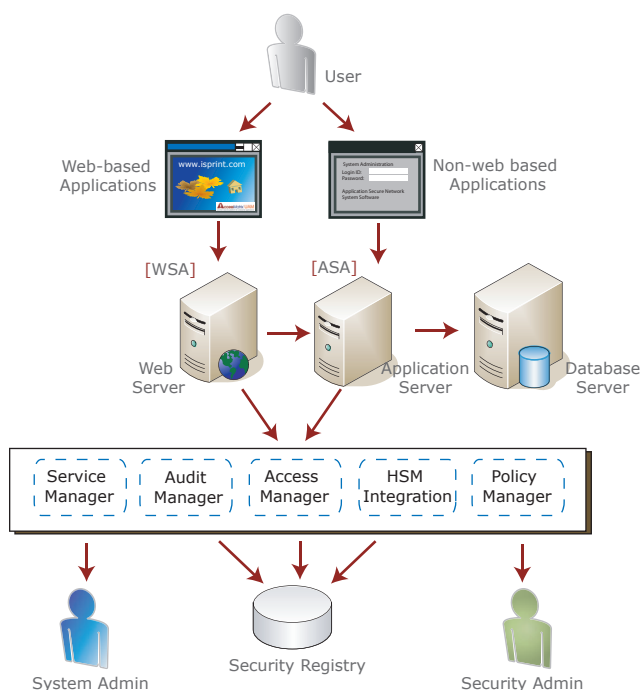 User
Web-based
Applications
www.isprint.com
System Administration
Login ID:
Password:
Application Secure Network
System Software
Non-web based
Applications
[WSA]
[ASA]
Web
Server
Application
Server
Database
Server
Service
Manager
Audit
Manager
Access
Manager
HSM
Integration
Policy
Manager
System Admin
Security Registry
Security Admin